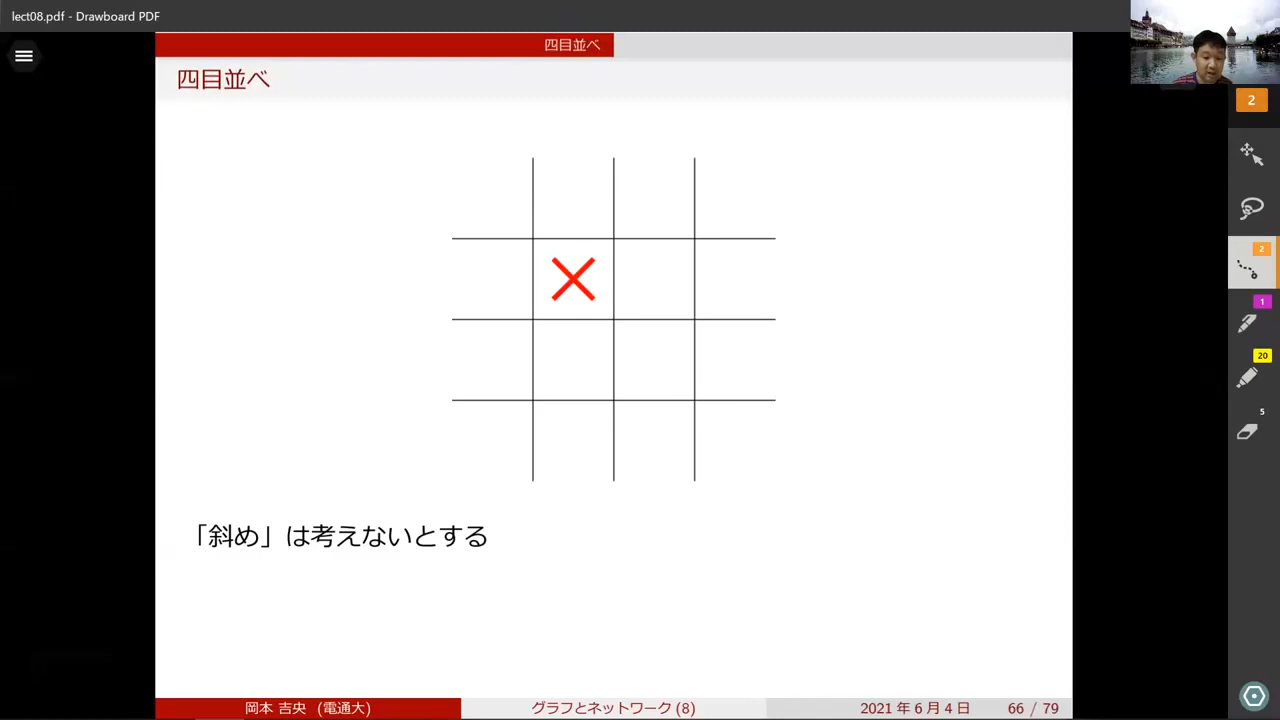 lect08.pdf - Drawboard PDF
四目並べ
四目並べ
2
2
1
20
5
「斜め」は考えないとする
岡本 吉央 (電通大)
グラフとネットワーク (8)
2021 年 6 月 4 日
66 / 79